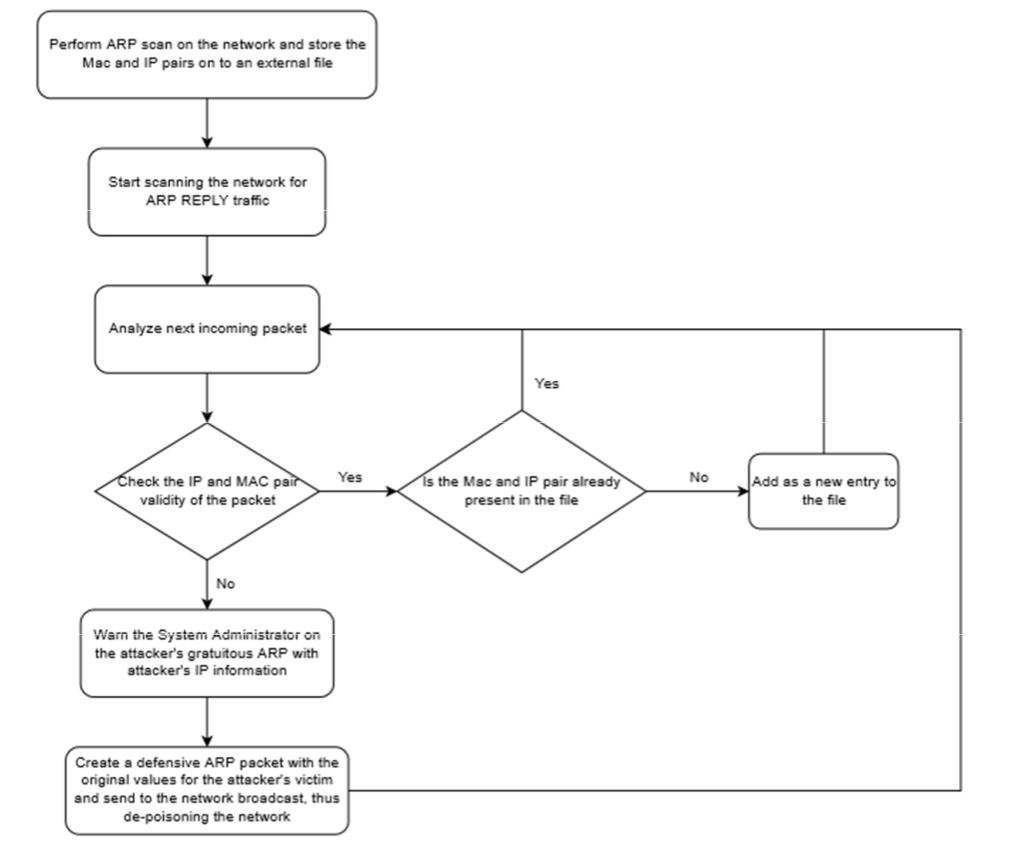 Perform ARP scan on the network and store the
Mac and IP pairs on to an external file
Start scanning the network for
ARP REPLY traffic
Analyze next incoming packet
Yes
Check the IP and MAC pair
validity of the packet
Yes
Is the Mac and IP pair already
present in the file
No
Add as a new entry to
the file
No
Warn the System Administrator on
the attacker's gratuitous ARP with
attacker's IP information
Create a defensive ARP packet with the
original values for the attacker's victim
and send to the network broadcast, thus
de-poisoning the network